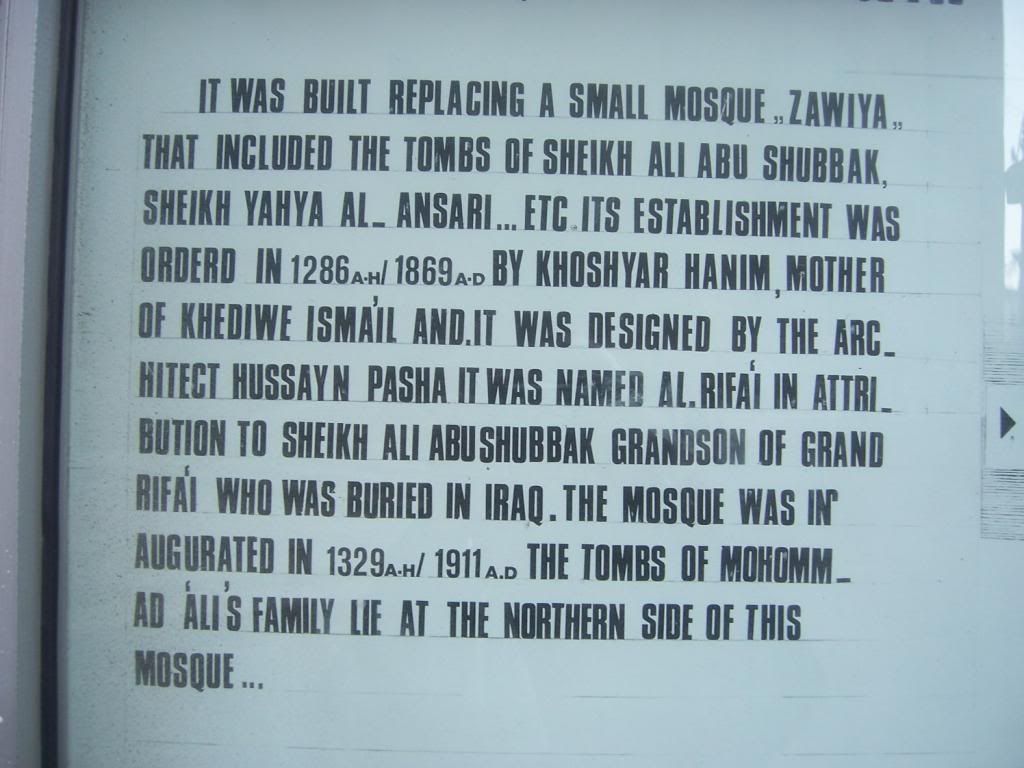 IT WAS BUILT REPLACING A SMALL MOSQUE ,,ZAWIYA,,
THAT INCLUDED THE TOMBS OF SHEIKH ALI ABU SHUBBAK,
SHEIKH YAHYA AL_ ANSARI... ETC.ITS ESTABLISHMENT WAS
ORDERD IN 1286A.H/ 1869A.D BY KHOSHYAR HANIM, MOTHER
OF KHEDIWE ISMA'IL AND.IT WAS DESIGNED BY THE ARC_
HITECT HUSSAYN PASHA IT WAS NAMED AL.RIFA'I IN ATTRI_
BUTION TO SHEIKH ALI ABUSHUBBAK GRANDSON OF GRAND
RIFA'I WHO WAS BURIED IN IRAQ. THE MOSQUE WAS IN
AUGURATED IN 1329A.H/ 1911A.D THE TOMBS OF MOHOMM_
AD 'ALI'S FAMILY LIE AT THE NORTHERN SIDE OF THIS
MOSQUE...